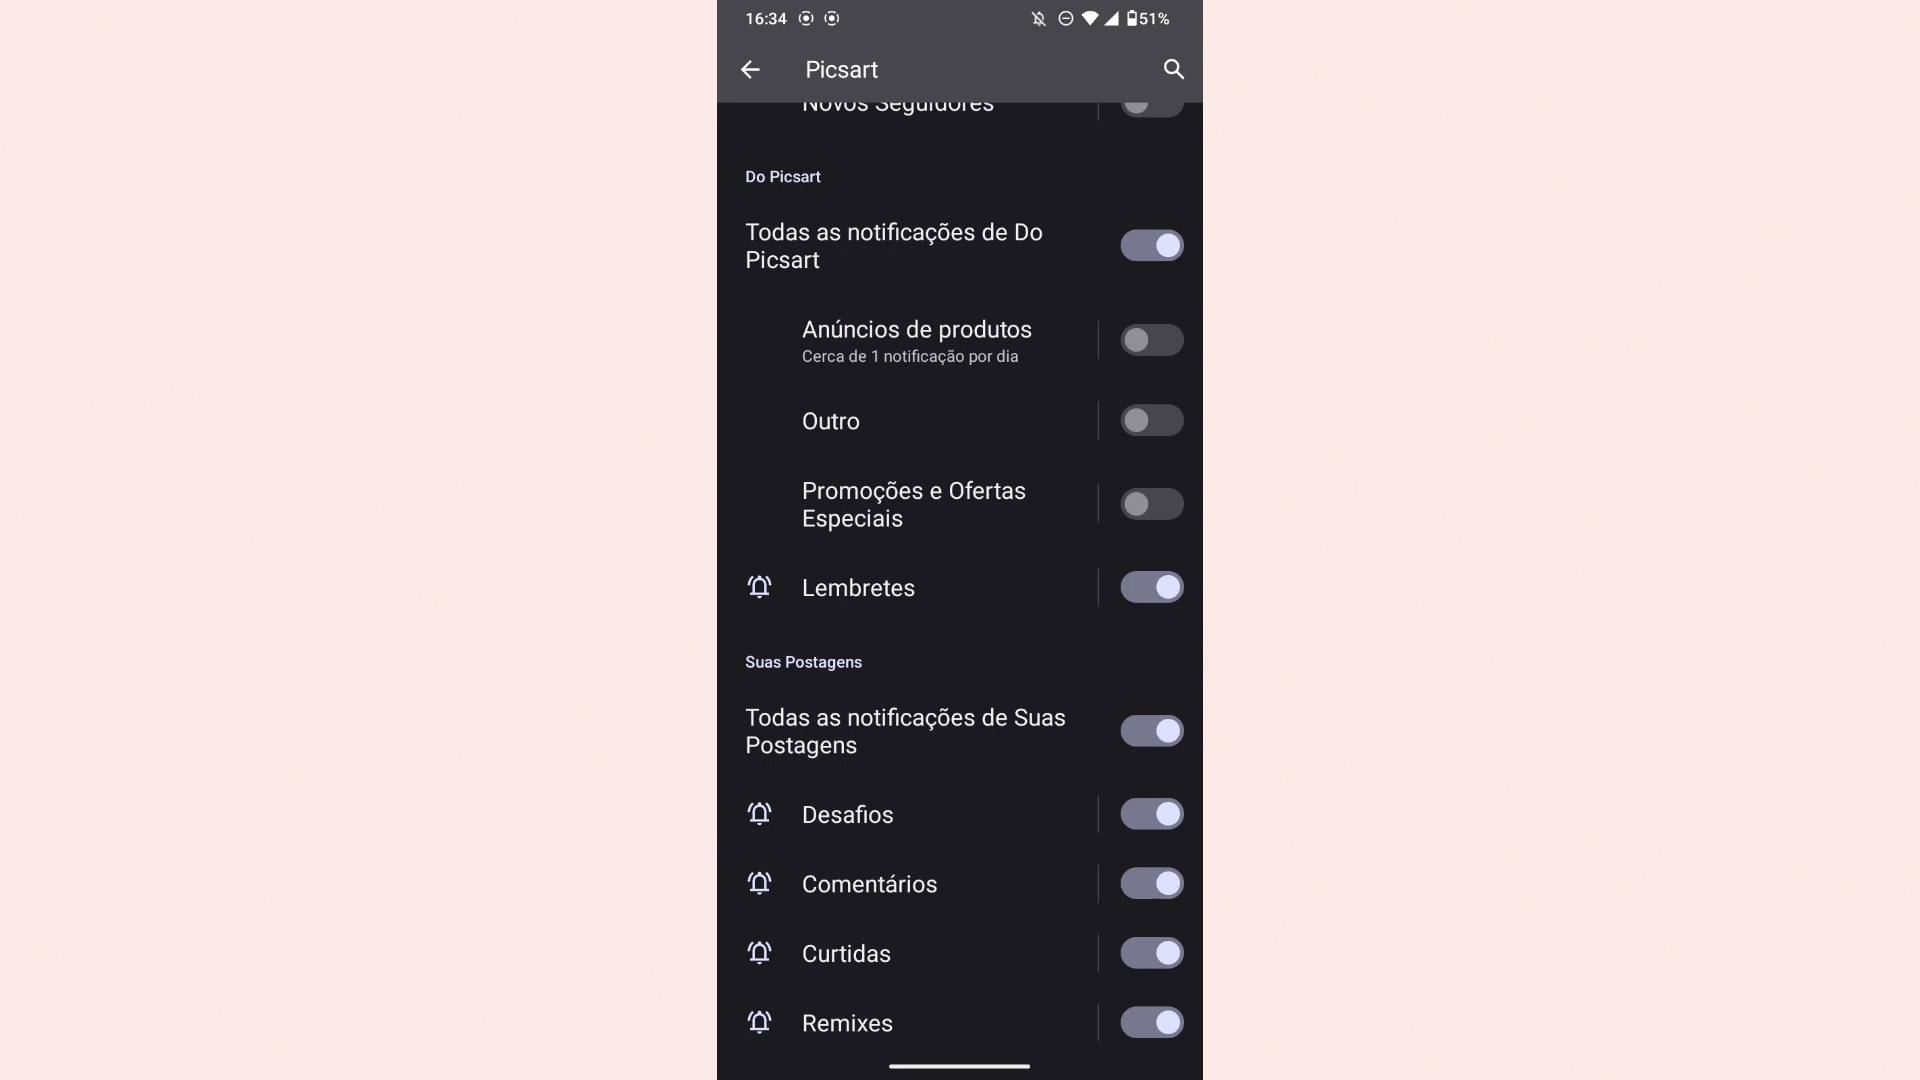 16:34
51%
Picsart
Novos Seguidores
Do Picsart
Todas as notificações de Do
Picsart
Anúncios de produtos
Cerca de 1 notificação por dia
Outro
Promoções e Ofertas
Especiais
Lembretes
Suas Postagens
Todas as notificações de Suas
Postagens
Desafios
Comentários
Curtidas
Remixes